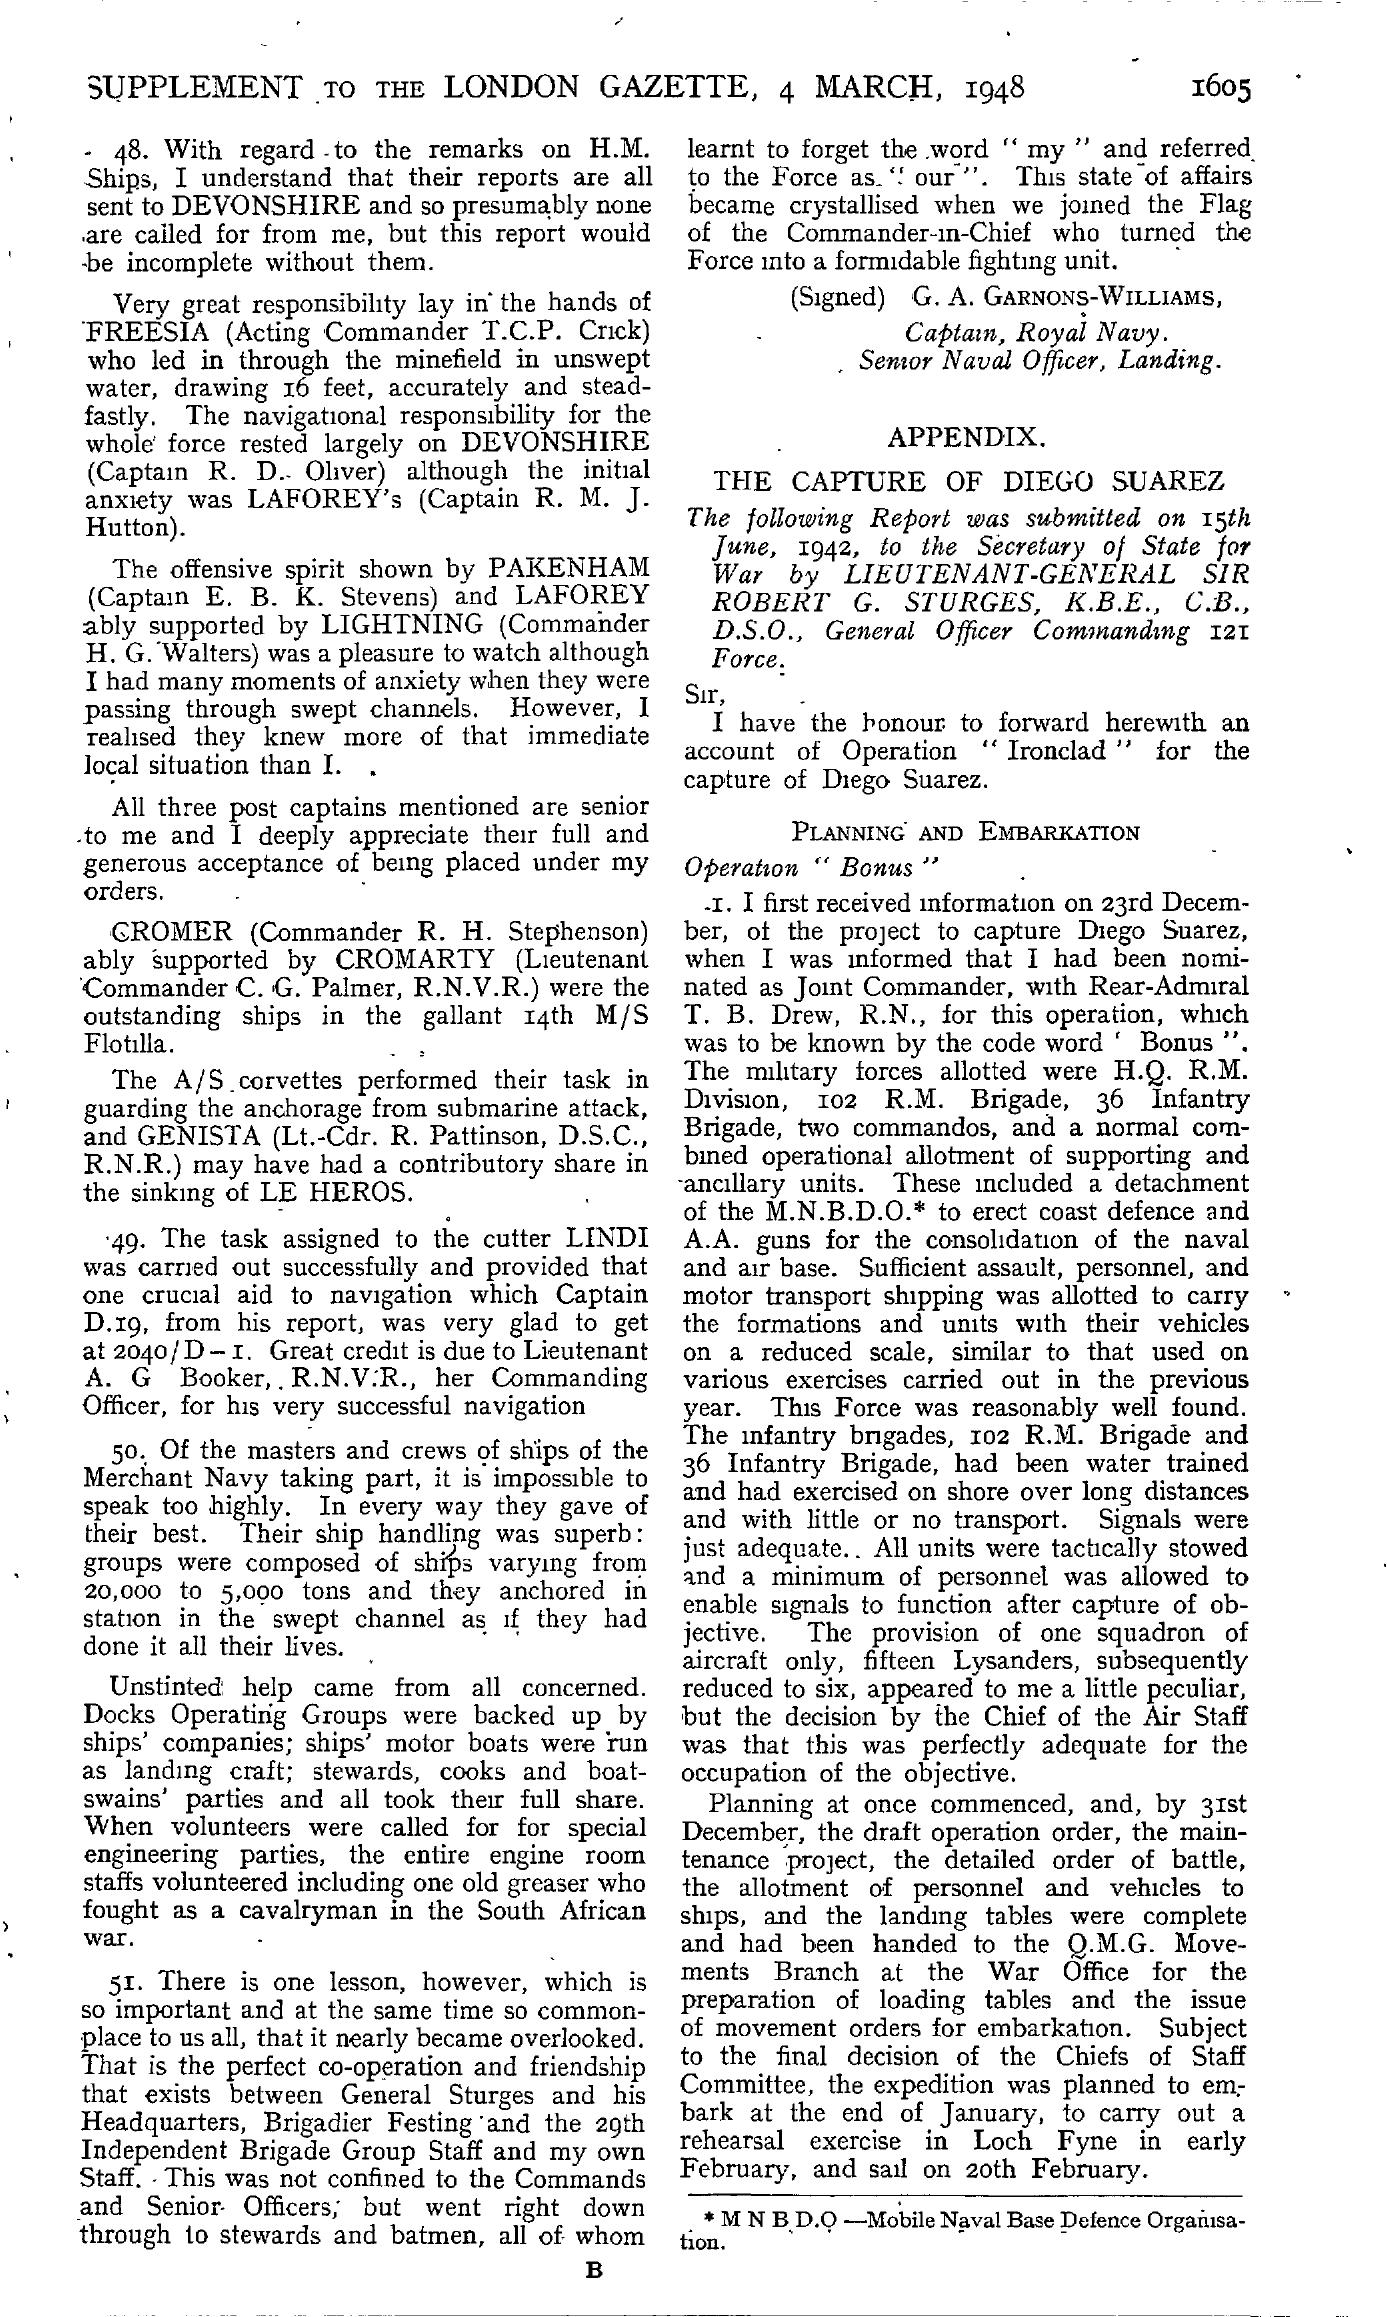 SUPPLEMENT TO THE LONDON GAZETTE, 4 MARCH, 1948 1605
48. With regard to the remarks on H.M.
Ships, I understand that their reports are all
sent to DEVONSHIRE and so presumably none
are called for from me, but this report would
be incomplete without them.
Very great responsibility lay in the hands of
FREESIA (Acting Commander T.C.P. Crick)
who led in through the minefield in unswept
water, drawing 16 feet, accurately and stead-
fastly. The navigational responsibility for the
whole force rested largely on DEVONSHIRE
(Captain R. D. Oliver) although the initial
anxiety was LAFOREY's (Captain R. M. J.
Hutton).
The offensive spirit shown by PAKENHAM
(Captain E. B. K. Stevens) and LAFOREY
ably supported by LIGHTNING (Commander
H. G. Walters) was a pleasure to watch although
I had many moments of anxiety when they were
passing through swept channels. However, I
realised they knew more of that immediate
local situation than I.
All three post captains mentioned are senior
to me and I deeply appreciate their full and
generous acceptance of being placed under my
orders.
CROMER (Commander R. H. Stephenson)
ably supported by CROMARTY (Lieutenant
Commander C. G. Palmer, R.N.V.R.) were the
outstanding ships in the gallant 14th M/S
Flotilla.
The A/S corvettes performed their task in
guarding the anchorage from submarine attack,
and GENISTA (Lt.-Cdr. R. Pattinson, D.S.C.,
R.N.R.) may have had a contributory share in
the sinking of LE HEROS.
49. The task assigned to the cutter LINDI
was carried out successfully and provided that
one crucial aid to navigation which Captain
D.19, from his report, was very glad to get
at 2040/D – 1. Great credit is due to Lieutenant
A. G Booker, R.N.V.R., her Commanding
Officer, for his very successful navigation
50. Of the masters and crews of ships of the
Merchant Navy taking part, it is impossible to
speak too highly. In every way they gave of
their best. Their ship handling was superb:
groups were composed of ships varying from
20,000 to 5,000 tons and they anchored in
station in the swept channel as if they had
done it all their lives.
Unstinted help came from all concerned.
Docks Operating Groups were backed up by
ships' companies; ships' motor boats were run
as landing craft; stewards, cooks and boat-
swains' parties and all took their full share.
When volunteers were called for for special
engineering parties, the entire engine room
staffs volunteered including one old greaser who
fought as a cavalryman in the South African
war.
51. There is one lesson, however, which is
so important and at the same time so common-
place to us all, that it nearly became overlooked.
That is the perfect co-operation and friendship
that exists between General Sturges and his
Headquarters, Brigadier Festing and the 29th
Independent Brigade Group Staff and my own
Staff. This was not confined to the Commands
and Senior Officers; but went right down
through to stewards and batmen, all of whom
learnt to forget the word " my " and referred
to the Force as " our ". This state of affairs
became crystallised when we joined the Flag
of the Commander-in-Chief who turned the
Force into a formidable fighting unit.
(Signed) G. A. GARNONS-WILLIAMS,
Captain, Royal Navy.
Senior Naval Officer, Landing.
APPENDIX.
THE CAPTURE OF DIEGO SUAREZ
The following Report was submitted on 15th
June, 1942, to the Secretary of State for
War by LIEUTENANT-GENERAL SIR
ROBERT G. STURGES, K.B.E., C.B.,
D.S.O., General Officer Commanding 121
Force.
Sir,
I have the honour to forward herewith an
account of Operation " Ironclad " for the
capture of Diego Suarez.
PLANNING AND EMBARKATION
Operation " Bonus "
1. I first received information on 23rd Decem-
ber, of the project to capture Diego Suarez,
when I was informed that I had been nomi-
nated as Joint Commander, with Rear-Admiral
T. B. Drew, R.N., for this operation, which
was to be known by the code word ' Bonus ".
The military forces allotted were H.Q. R.M.
Division, 102 R.M. Brigade, 36 Infantry
Brigade, two commandos, and a normal com-
bined operational allotment of supporting and
ancillary units. These included a detachment
of the M.N.B.D.O.* to erect coast defence and
A.A. guns for the consolidation of the naval
and air base. Sufficient assault, personnel, and
motor transport shipping was allotted to carry
the formations and units with their vehicles
on a reduced scale, similar to that used on
various exercises carried out in the previous
year. This Force was reasonably well found.
The infantry brigades, 102 R.M. Brigade and
36 Infantry Brigade, had been water trained
and had exercised on shore over long distances
and with little or no transport. Signals were
just adequate.. All units were tactically stowed
and a minimum of personnel was allowed to
enable signals to function after capture of ob-
jective. The provision of one squadron of
aircraft only, fifteen Lysanders, subsequently
reduced to six, appeared to me a little peculiar,
but the decision by the Chief of the Air Staff
was that this was perfectly adequate for the
occupation of the objective.
Planning at once commenced, and, by 31st
December, the draft operation order, the main-
tenance project, the detailed order of battle,
the allotment of personnel and vehicles to
ships, and the landing tables were complete
and had been handed to the Q.M.G. Move-
ments Branch at the War Office for the
preparation of loading tables and the issue
of movement orders for embarkation. Subject
to the final decision of the Chiefs of Staff
Committee, the expedition was planned to em-
bark at the end of January, to carry out a
rehearsal exercise in Loch Fyne in early
February, and sail on 20th February.
* M N B.D.O —Mobile Naval Base Defence Organisa-
tion.
B